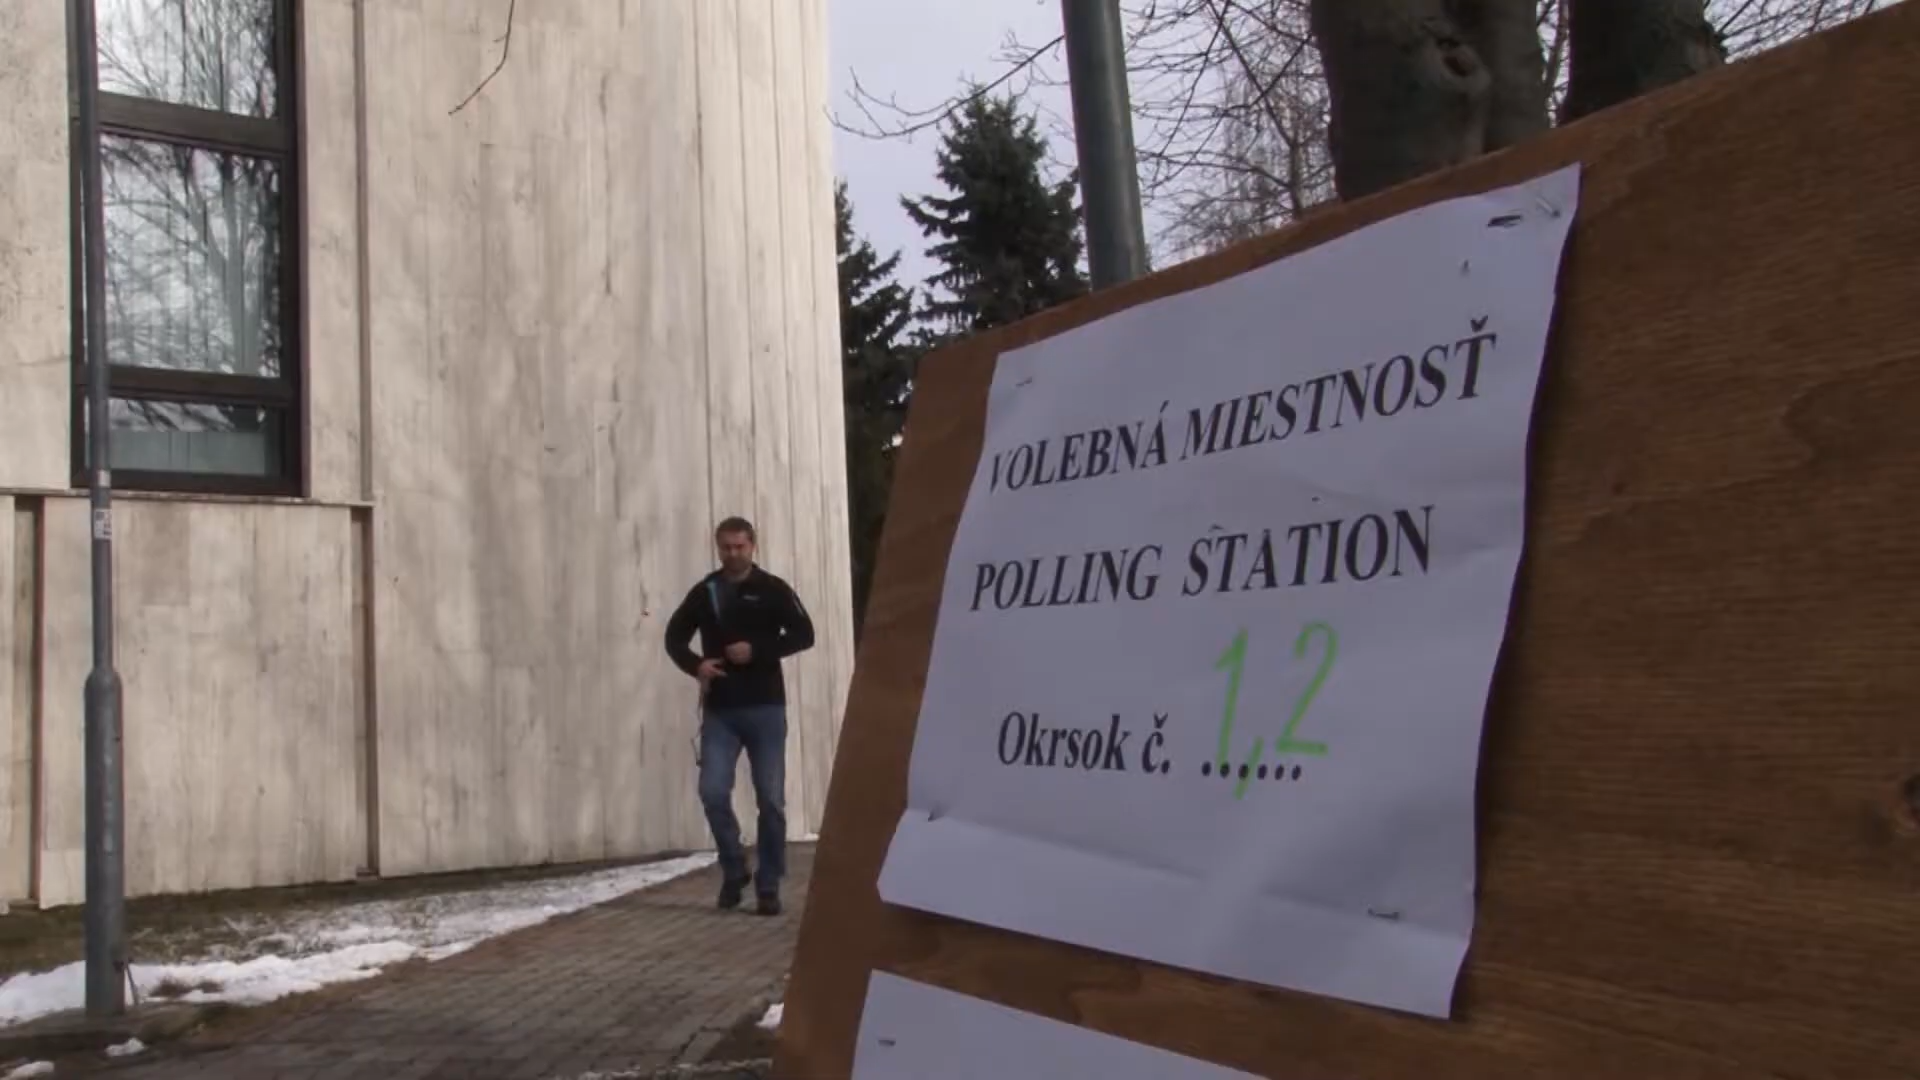 VOLEBNÁ MIESTNOSŤ
POLLING STATION
Okrsok č. ......
1,2